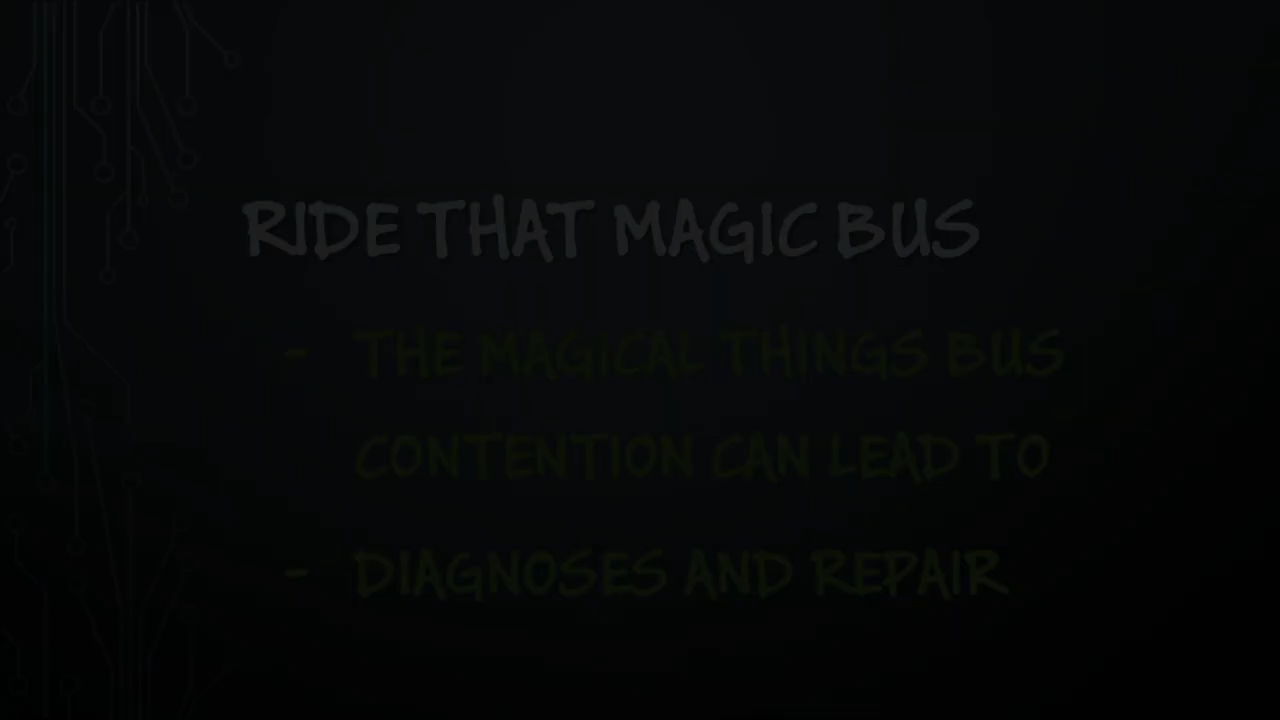 RIDE THAT MAGIC BUS
- THE MAGICAL THINGS BUS
CONTENTION CAN LEAD TO
- DIAGNOSES AND REPAIR